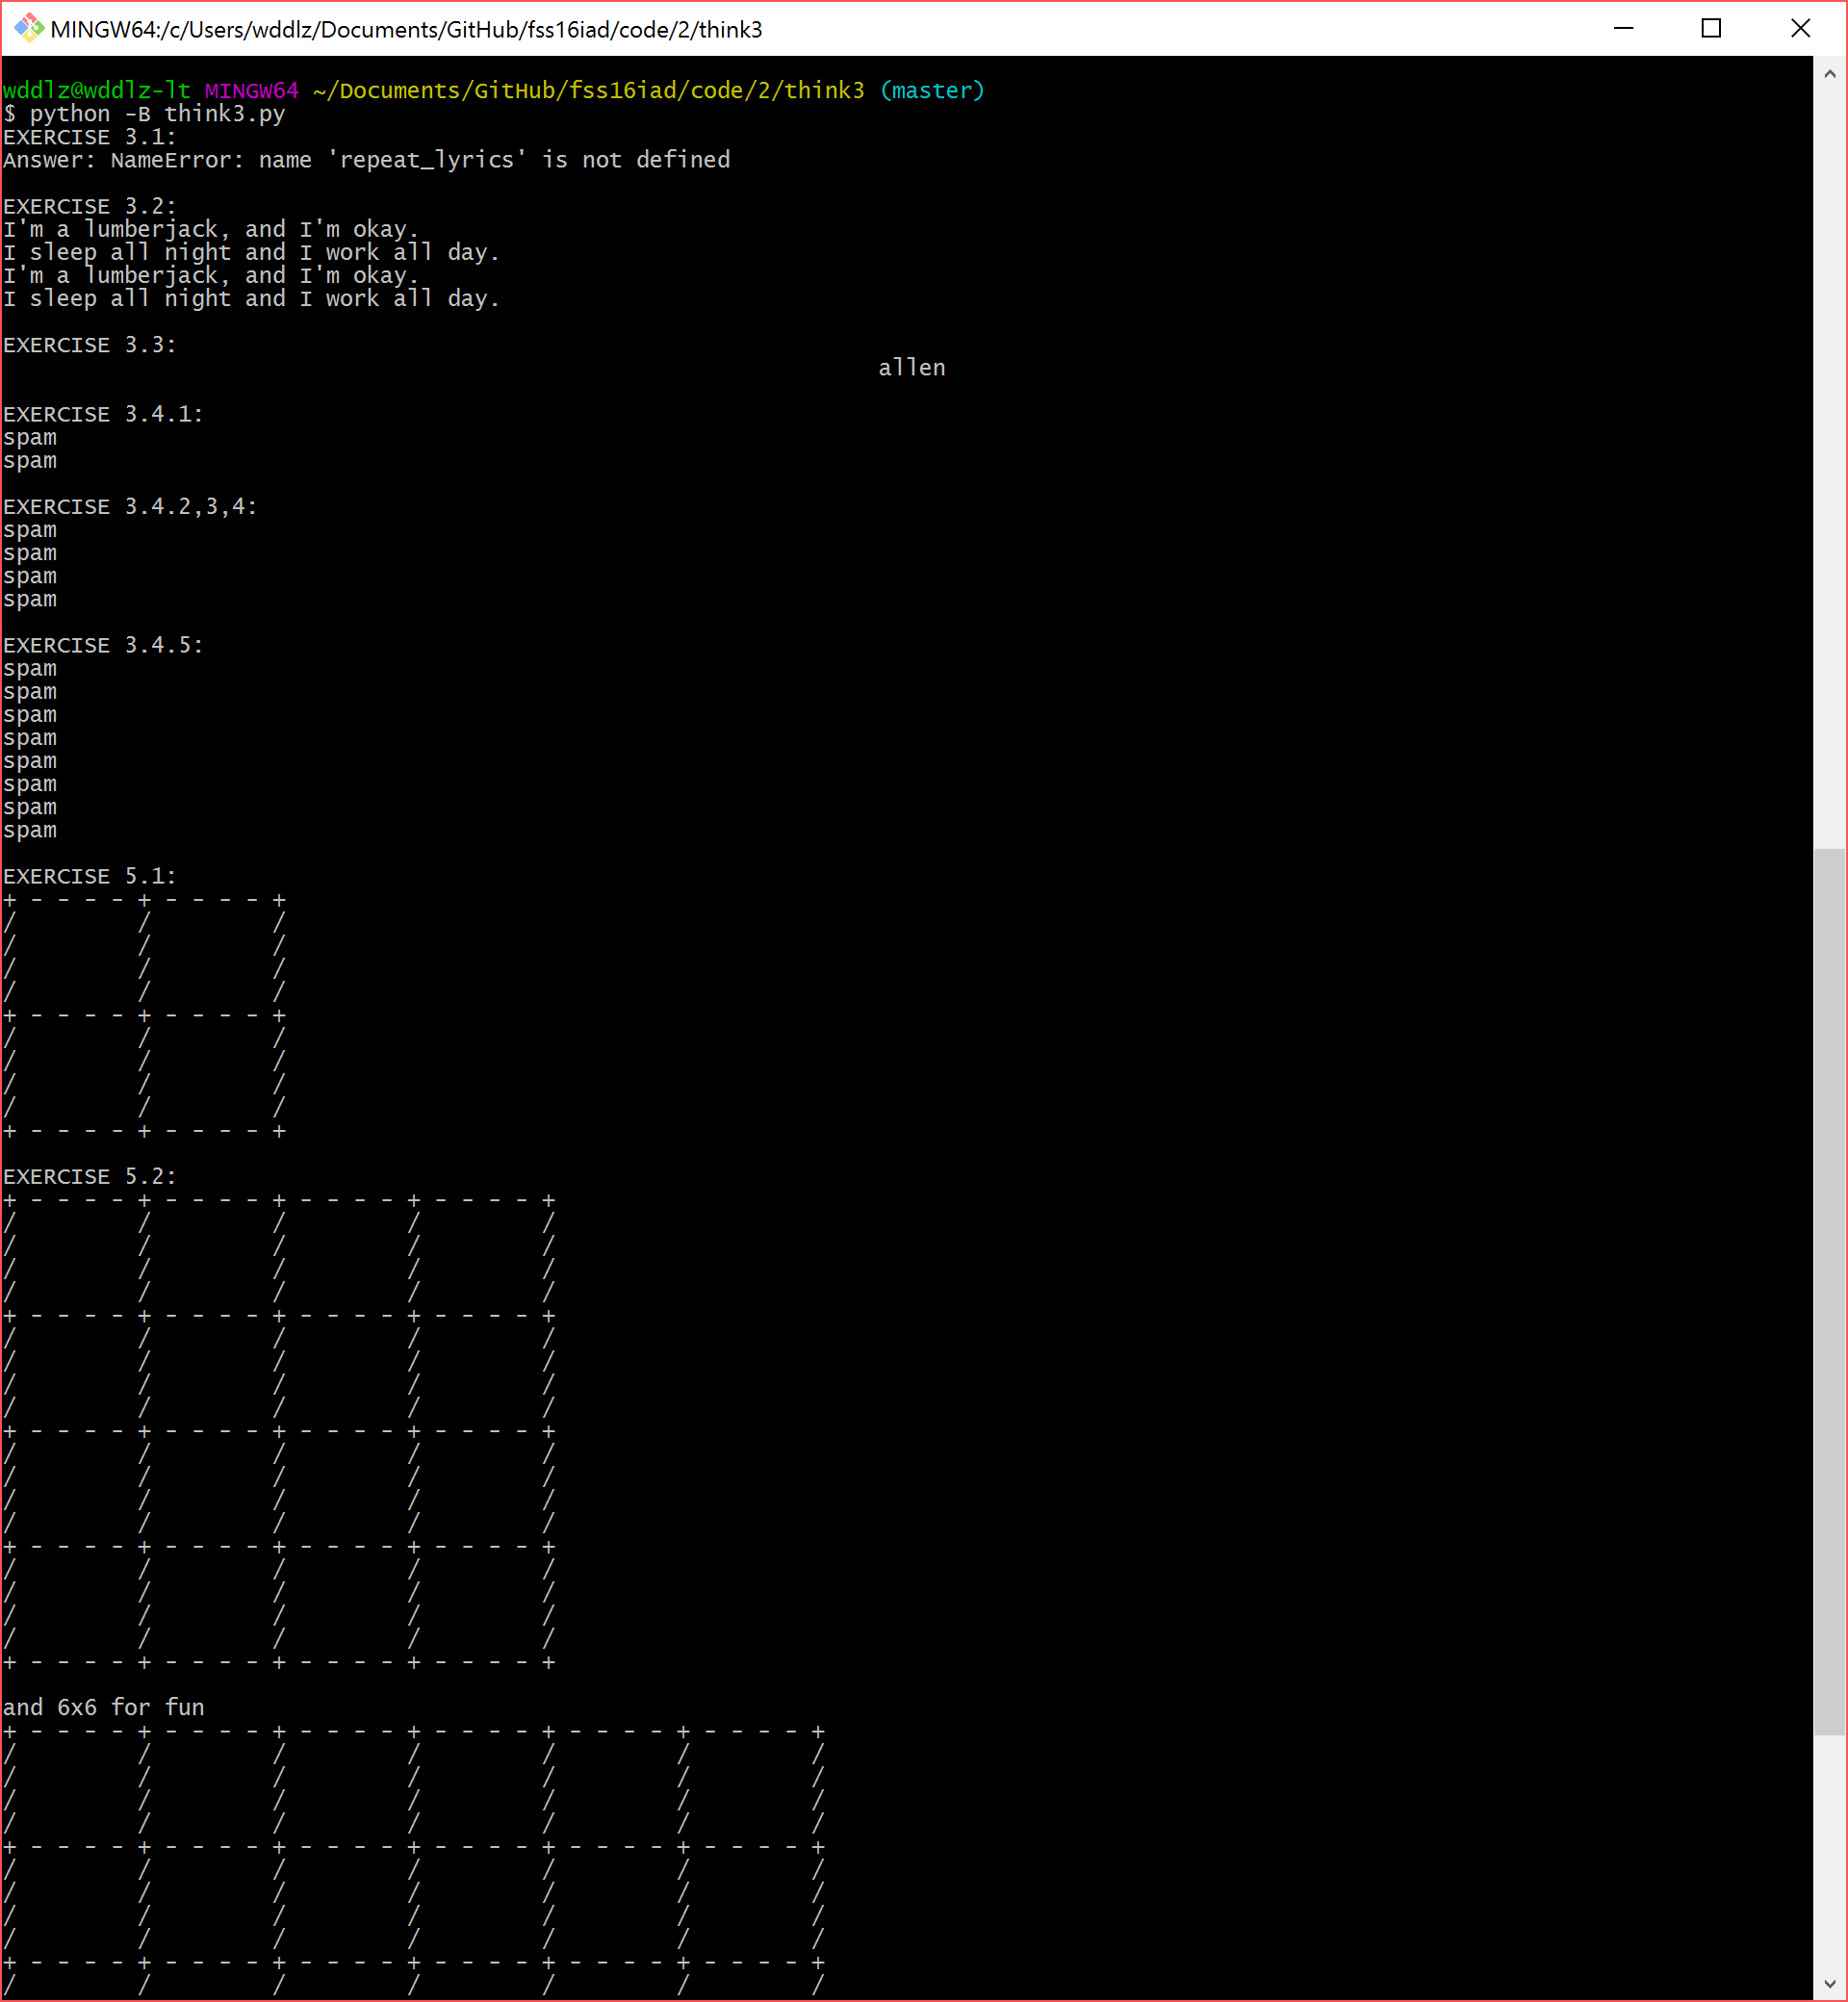 MINGW64:/c/Users/wddlz/Documents/GitHub/fss16iad/code/2/think3
wddlz@wddlz-lt MINGW64 ~/Documents/GitHub/fss16iad/code/2/think3 (master)
$ python -B think3.py
EXERCISE 3.1:
Answer: NameError: name 'repeat_lyrics' is not defined

EXERCISE 3.2:
I'm a lumberjack, and I'm okay.
I sleep all night and I work all day.
I'm a lumberjack, and I'm okay.
I sleep all night and I work all day.

EXERCISE 3.3:
                                                                 allen

EXERCISE 3.4.1:
spam
spam

EXERCISE 3.4.2,3,4:
spam
spam
spam
spam

EXERCISE 3.4.5:
spam
spam
spam
spam
spam
spam
spam
spam

EXERCISE 5.1:
+ - - - - + - - - - +
/         /         /
/         /         /
/         /         /
/         /         /
+ - - - - + - - - - +
/         /         /
/         /         /
/         /         /
/         /         /
+ - - - - + - - - - +

EXERCISE 5.2:
+ - - - - + - - - - + - - - - + - - - - +
/         /         /         /         /
/         /         /         /         /
/         /         /         /         /
/         /         /         /         /
+ - - - - + - - - - + - - - - + - - - - +
/         /         /         /         /
/         /         /         /         /
/         /         /         /         /
/         /         /         /         /
+ - - - - + - - - - + - - - - + - - - - +
/         /         /         /         /
/         /         /         /         /
/         /         /         /         /
/         /         /         /         /
+ - - - - + - - - - + - - - - + - - - - +
/         /         /         /         /
/         /         /         /         /
/         /         /         /         /
/         /         /         /         /
+ - - - - + - - - - + - - - - + - - - - +

and 6x6 for fun
+ - - - - + - - - - + - - - - + - - - - + - - - - + - - - - +
/         /         /         /         /         /         /
/         /         /         /         /         /         /
/         /         /         /         /         /         /
/         /         /         /         /         /         /
+ - - - - + - - - - + - - - - + - - - - + - - - - + - - - - +
/         /         /         /         /         /         /
/         /         /         /         /         /         /
/         /         /         /         /         /         /
/         /         /         /         /         /         /
+ - - - - + - - - - + - - - - + - - - - + - - - - + - - - - +
/         /         /         /         /         /         /